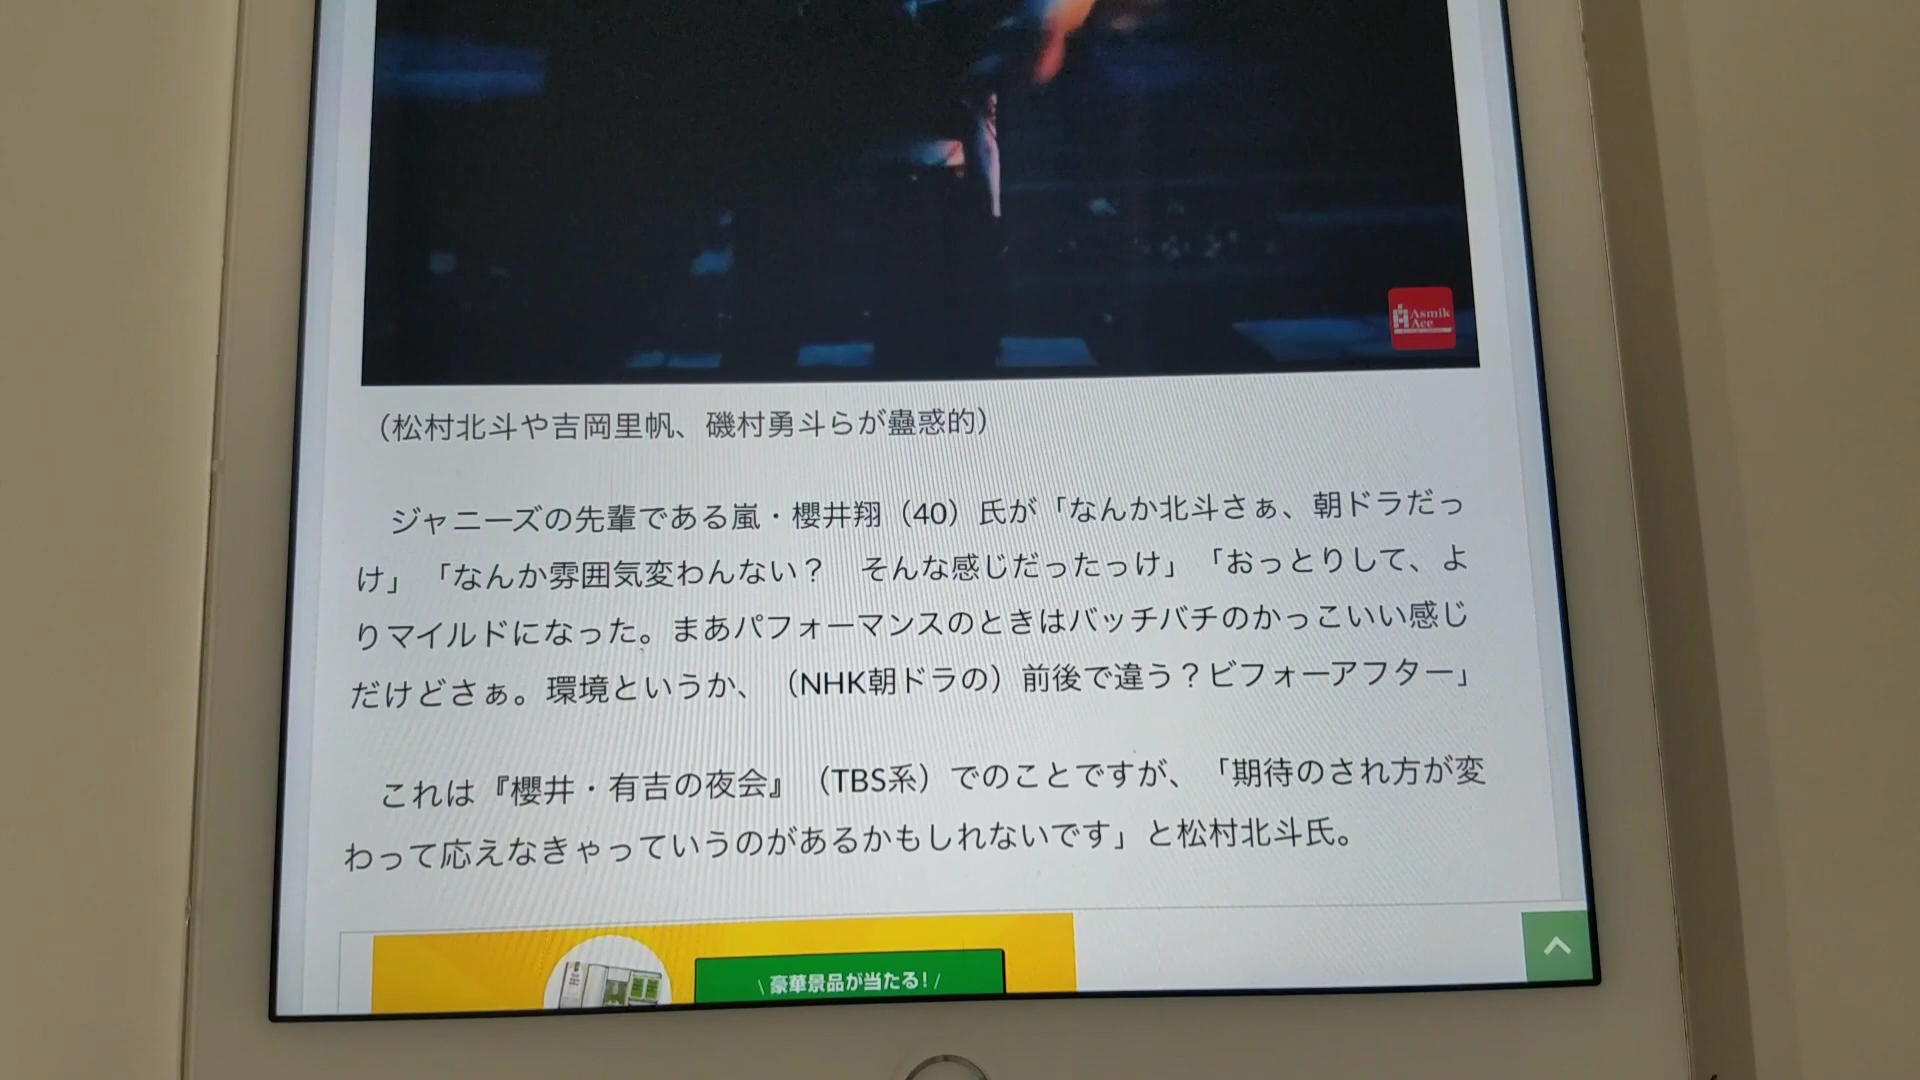 Asmik
Ace
（松村北斗や吉岡里帆、磯村勇斗らが蠱惑的）
ジャニーズの先輩である嵐・櫻井翔（40）氏が「なんか北斗さぁ、朝ドラだっ
け」「なんか雰囲気変わんない？　そんな感じだったっけ」「おっとりして、よ
りマイルドになった。まあパフォーマンスのときはバッチバチのかっこいい感じ
だけどさぁ。環境というか、（NHK朝ドラの）前後で違う？ビフォーアフター」
これは『櫻井・有吉の夜会』（TBS系）でのことですが、「期待のされ方が変
わって応えなきゃっていうのがあるかもしれないです」と松村北斗氏。
\ 豪華景品が当たる! /